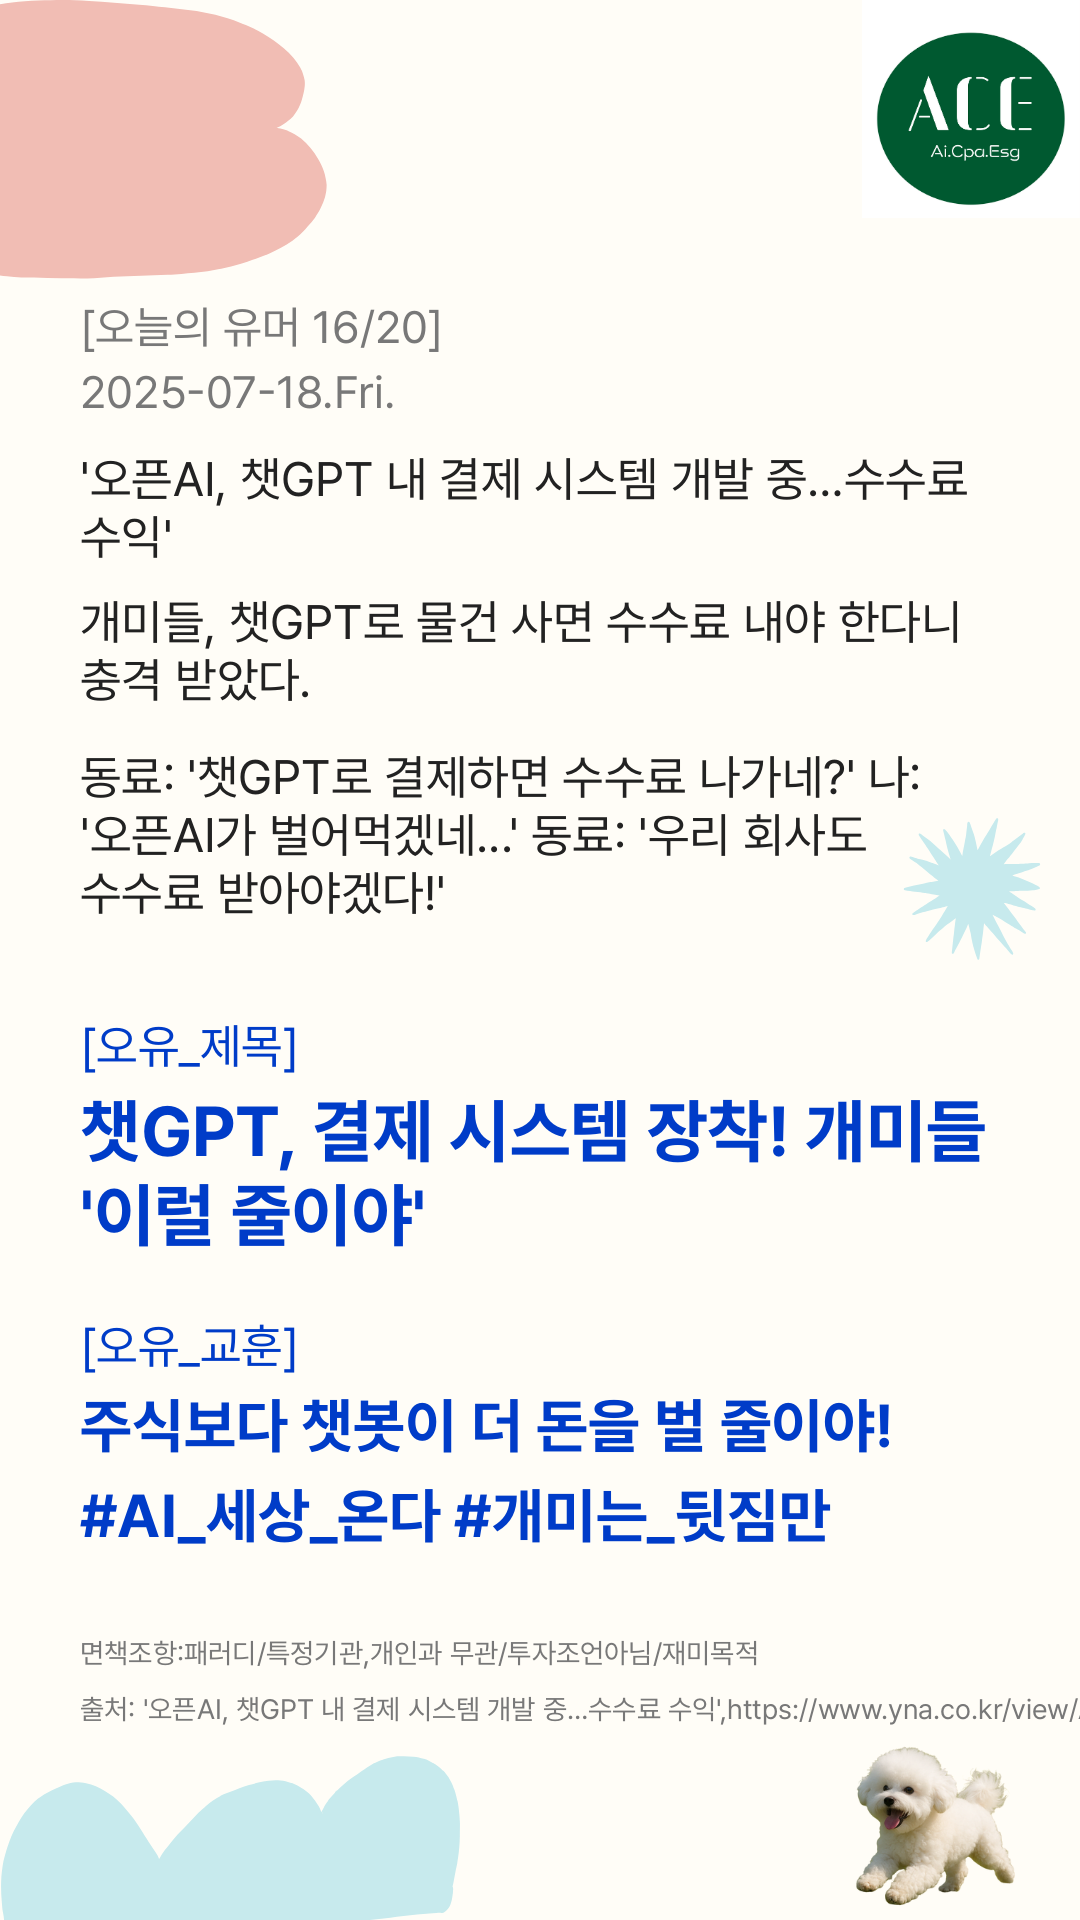 ACE
Ai.Cpa.Esg
[오늘의 유머 16/20]
2025-07-18.Fri.
'오픈AI, 챗GPT 내 결제 시스템 개발 중...수수료
수익'
개미들, 챗GPT로 물건 사면 수수료 내야 한다니
충격 받았다.
동료: '챗GPT로 결제하면 수수료 나가네?' 나:
'오픈AI가 벌어먹겠네...' 동료: '우리 회사도
수수료 받아야겠다!'
[오유_제목]
챗GPT, 결제 시스템 장착! 개미들
'이럴 줄이야'
[오유_교훈]
주식보다 챗봇이 더 돈을 벌 줄이야!
#AI_세상_온다 #개미는_뒷짐만
면책조항:패러디/특정기관,개인과 무관/투자조언아님/재미목적
출처: '오픈AI, 챗GPT 내 결제 시스템 개발 중...수수료 수익',https://www.yna.co.kr/view/